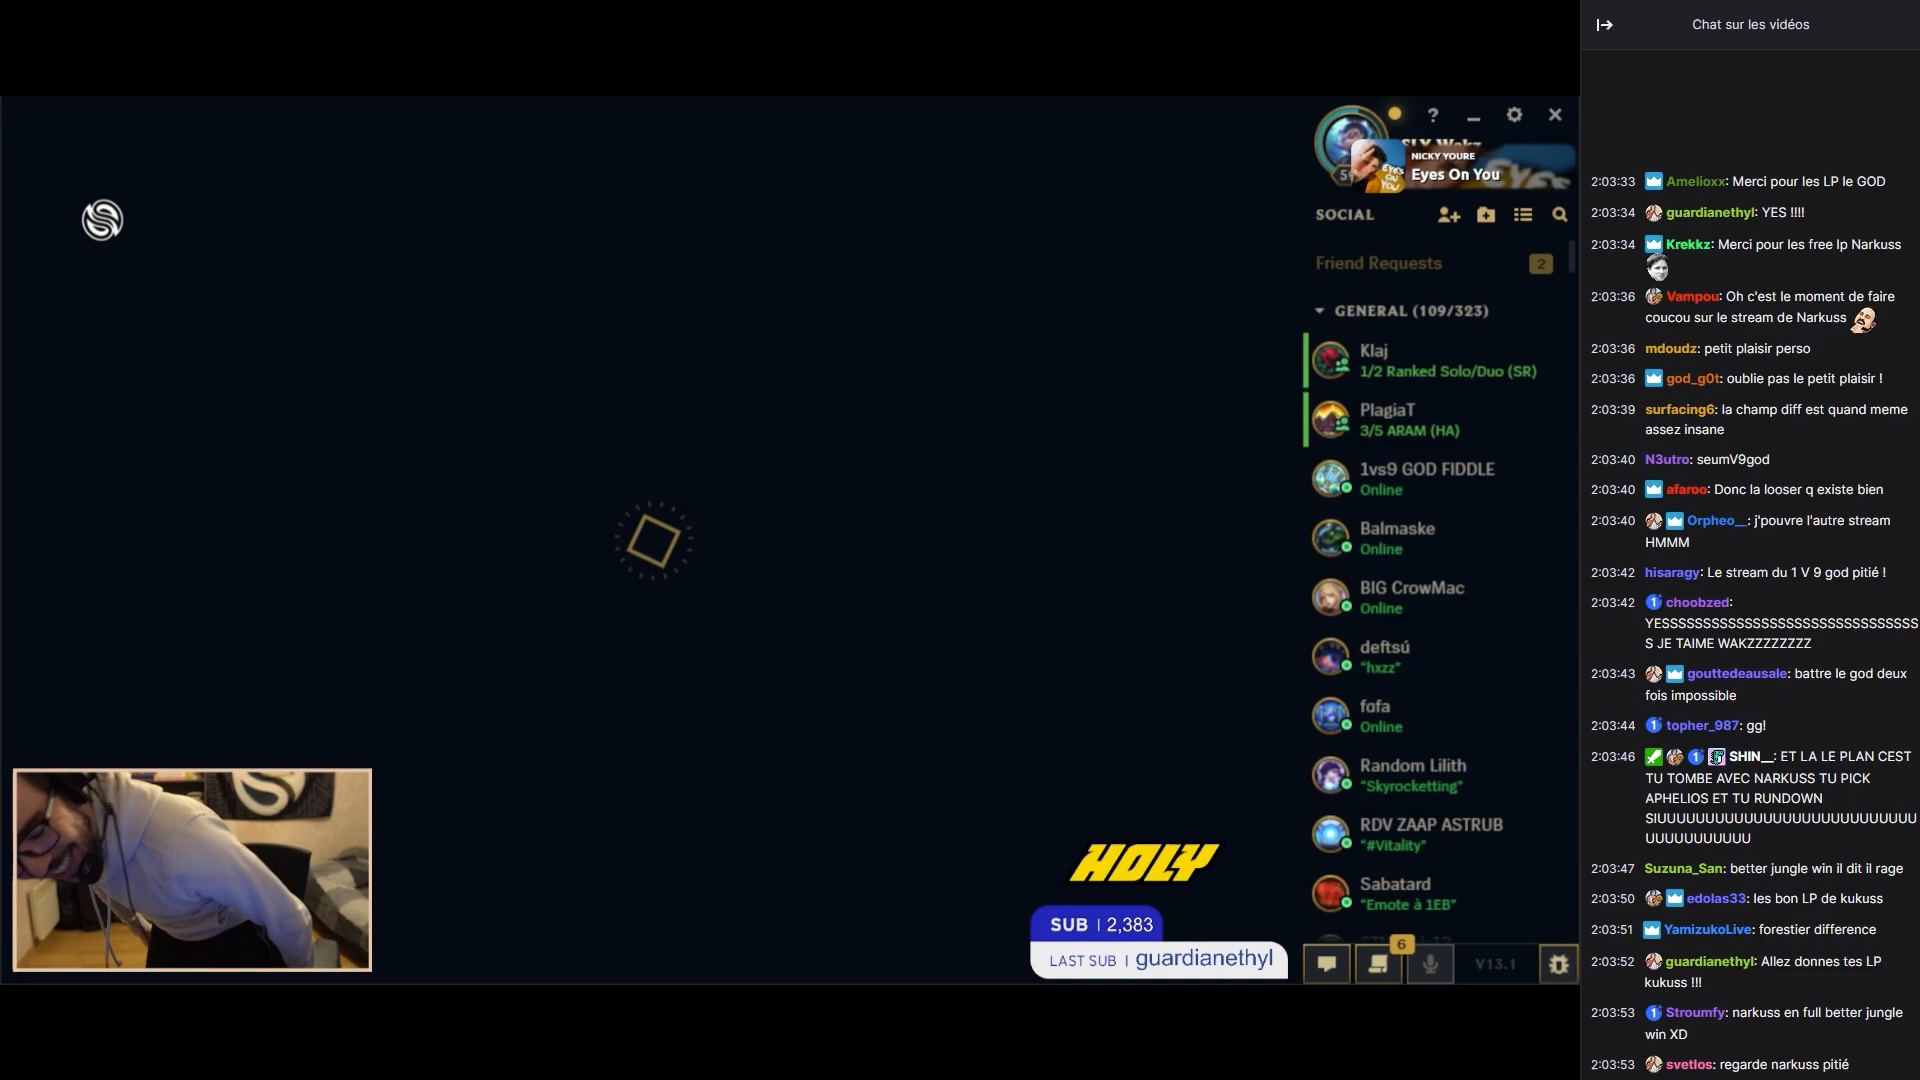 Chat sur les vidéos
?
NICKY YOURE
Eyes On You
SOCIAL
Friend Requests
2
GENERAL (109/323)
Klaj
1/2 Ranked Solo/Duo (SR)
PlagiaT
3/5 ARAM (HA)
1vs9 GOD FIDDLE
Online
Balmaske
Online
BIG CrowMac
Online
deftsú
"hxzz"
fofa
Online
Random Lilith
"Skyrocketting"
RDV ZAAP ASTRUB
"#Vitality"
Sabatard
"Emote à 1EB"
6
V13.1
HOLY
SUB | 2,383
LAST SUB | guardianethyl
2:03:33 Amelioxx: Merci pour les LP le GOD
2:03:34 guardianethyl: YES !!!!
2:03:34 Krekkz: Merci pour les free lp Narkuss
2:03:36 Vampou: Oh c'est le moment de faire
coucou sur le stream de Narkuss
2:03:36 mdoudz: petit plaisir perso
2:03:36 god_g0t: oublie pas le petit plaisir !
2:03:39 surfacing6: la champ diff est quand meme
assez insane
2:03:40 N3utro: seumV9god
2:03:40 afaroo: Donc la looser q existe bien
2:03:40 Orpheo__: j'pouvre l'autre stream
HMMM
2:03:42 hisaragy: Le stream du 1 V 9 god pitié !
2:03:42 choobzed:
YESSSSSSSSSSSSSSSSSSSSSSSSSSSSSSS
S JE TAIME WAKZZZZZZZZ
2:03:43 gouttedeausale: battre le god deux
fois impossible
2:03:44 topher_987: gg!
2:03:46 SHIN__: ET LA LE PLAN CEST
TU TOMBE AVEC NARKUSS TU PICK
APHELIOS ET TU RUNDOWN
SIUUUUUUUUUUUUUUUUUUUUUUUUUUU
UUUUUUUUUUU
2:03:47 Suzuna_San: better jungle win il dit il rage
2:03:50 edolas33: les bon LP de kukuss
2:03:51 YamizukoLive: forestier difference
2:03:52 guardianethyl: Allez donnes tes LP
kukuss !!!
2:03:53 Stroumfy: narkuss en full better jungle
win XD
2:03:53 svetlos: regarde narkuss pitié